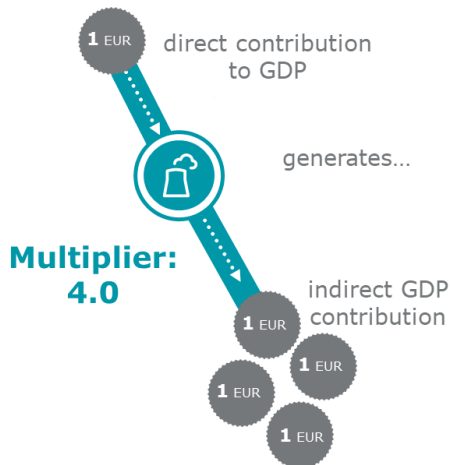 1 EUR
direct contribution
to GDP
generates...
Multiplier:
4.0
indirect GDP
contribution
1 EUR
1 EUR
1 EUR
1 EUR